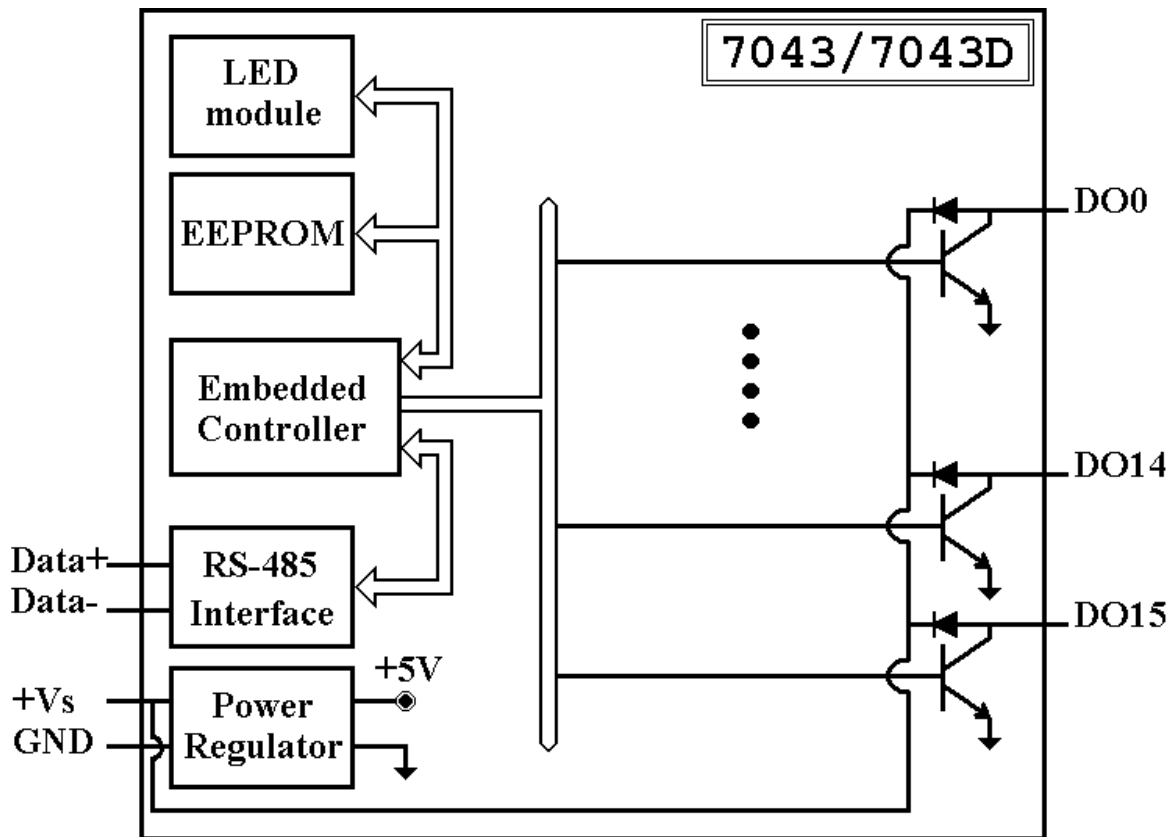 7043/7043D
LED
module
EEPROM
Embedded
Controller
RS-485
Interface
Power
Regulator
Data+
Data-
+Vs
GND
+5V
DO0
DO14
DO15